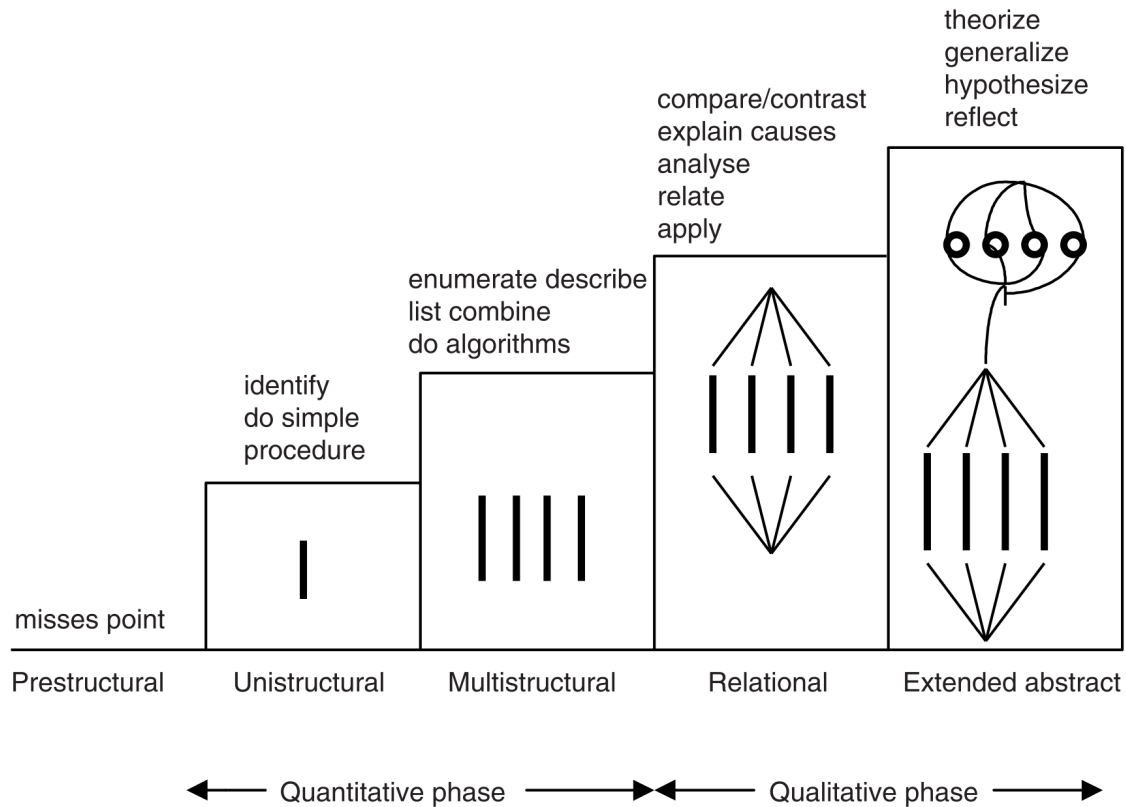 theorize
generalize
hypothesize
reflect
compare/contrast
explain causes
analyse
relate
apply
enumerate describe
list combine
do algorithms
identify
do simple
procedure
misses point
Prestructural
Unistructural
Multistructural
Relational
Extended abstract
Quantitative phase
Qualitative phase